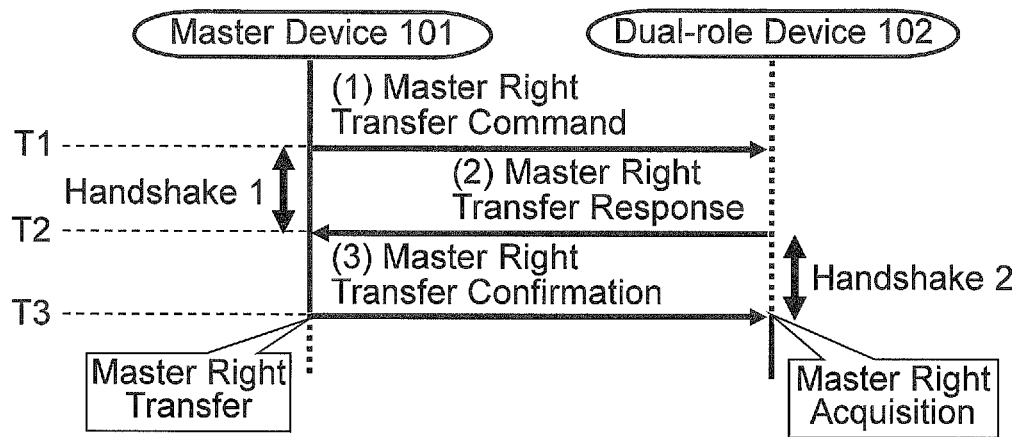 Master Device 101
Dual-role Device 102
(1) Master Right
Transfer Command
T1
Handshake 1
(2) Master Right
Transfer Response
T2
(3) Master Right
Transfer Confirmation
Handshake 2
T3
Master Right
Transfer
Master Right
Acquisition